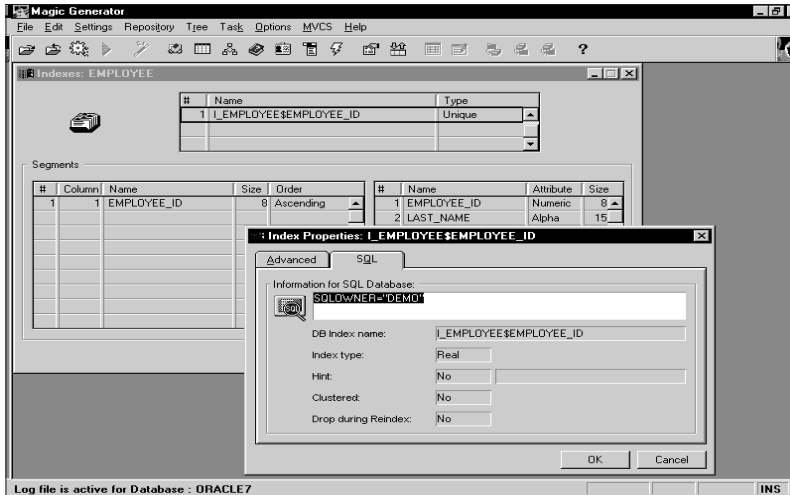 Magic Generator
File Edit Settings Repository Tree Task Options MVCS Help
?
Indexes: EMPLOYEE
# Name Type
1 I_EMPLOYEE$EMPLOYEE_ID Unique
Segments
# Column Name Size Order
1 1 EMPLOYEE_ID 8 Ascending
# Name Attribute Size
1 EMPLOYEE_ID Numeric 8
2 LAST_NAME Alpha 15
Index Properties: I_EMPLOYEE$EMPLOYEE_ID
Advanced SQL
Information for SQL Database:
SQL
SQLOWNER="DEMO"
DB Index name: I_EMPLOYEE$EMPLOYEE_ID
Index type: Real
Hint: No
Clustered: No
Drop during Reindex: No
OK Cancel
Log file is active for Database : ORACLE7 INS